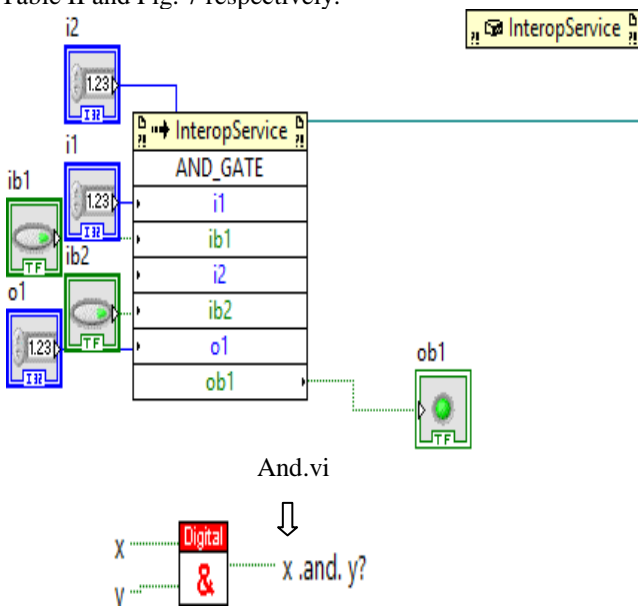 Table II and Fig. 7 respectively.
?! InteropService ?!
i2
1.23
I32
?! InteropService ?!
AND_GATE
i1
ib1
i2
ib2
o1
ob1
i1
1.23
I32
ib1
TF
ib2
TF
o1
1.23
I32
ob1
TF
And.vi
x
y
Digital
&
x .and. y?